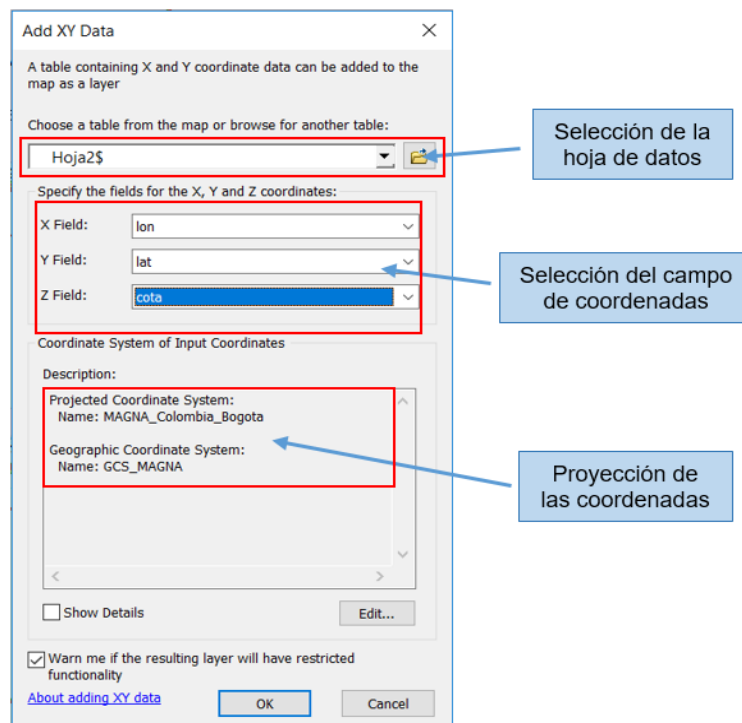 Add XY Data
A table containing X and Y coordinate data can be added to the
map as a layer
Choose a table from the map or browse for another table:
Hoja2$
Selección de la
hoja de datos
Specify the fields for the X, Y and Z coordinates:
X Field:
lon
Y Field:
lat
Z Field:
cota
Selección del campo
de coordenadas
Coordinate System of Input Coordinates
Description:
Projected Coordinate System:
Name: MAGNA_Colombia_Bogota
Geographic Coordinate System:
Name: GCS_MAGNA
Proyección de
las coordenadas
Show Details
Edit...
Warn me if the resulting layer will have restricted
functionality
About adding XY data
OK
Cancel